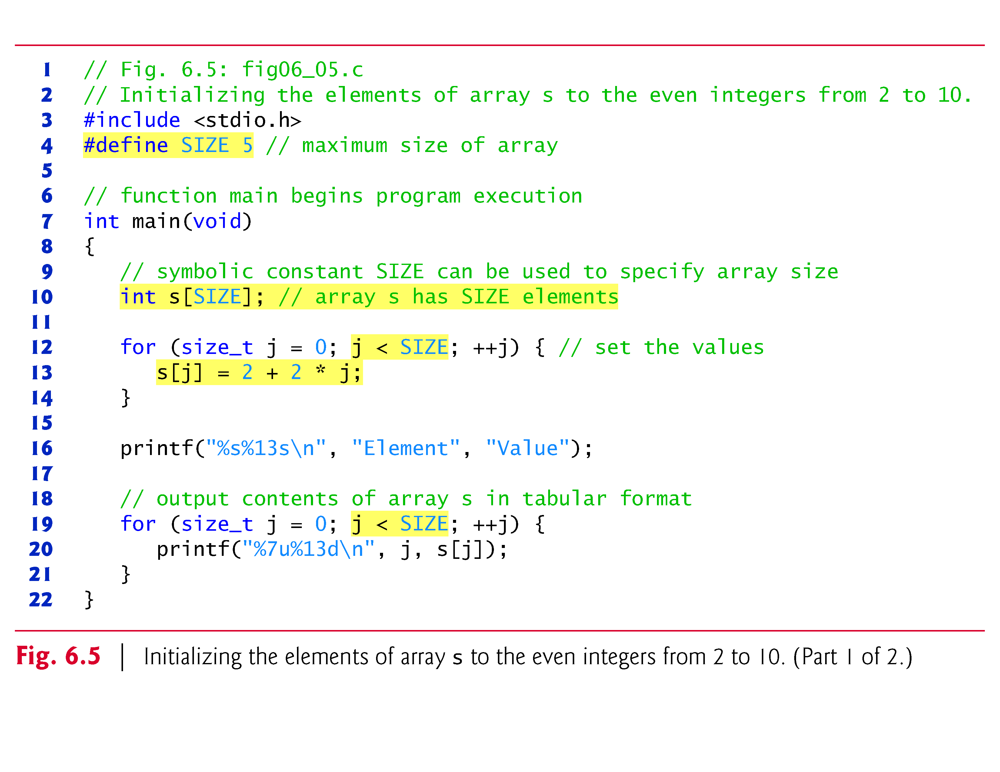 1 // Fig. 6.5: fig06_05.c
2 // Initializing the elements of array s to the even integers from 2 to 10.
3 #include <stdio.h>
4 #define SIZE 5 // maximum size of array
5
6 // function main begins program execution
7 int main(void)
8 {
9    // symbolic constant SIZE can be used to specify array size
10    int s[SIZE]; // array s has SIZE elements
11
12    for (size_t j = 0; j < SIZE; ++j) { // set the values
13       s[j] = 2 + 2 * j;
14    }
15
16    printf("%s%13s\n", "Element", "Value");
17
18    // output contents of array s in tabular format
19    for (size_t j = 0; j < SIZE; ++j) {
20       printf("%7u%13d\n", j, s[j]);
21    }
22 }
Fig. 6.5 | Initializing the elements of array s to the even integers from 2 to 10. (Part 1 of 2.)